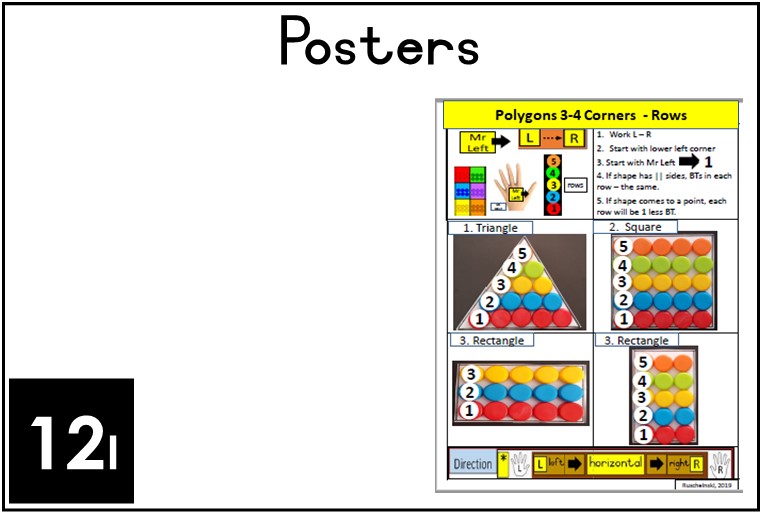 Posters
Polygons 3-4 Corners - Rows
Mr
Left
L R
5
4
3
2
1
rows
Mr
Left
1. Work L – R
2. Start with lower left corner
3. Start with Mr Left 1
4. If shape has || sides, BTs in each
row – the same.
5. If shape comes to a point, each
row will be 1 less BT.
1. Triangle
5
4
3
2
1
2. Square
5
4
3
2
1
3. Rectangle
3
2
1
3. Rectangle
5
4
3
2
1
Direction * L L left horizontal right R R
Ruscheinski, 2019
12l